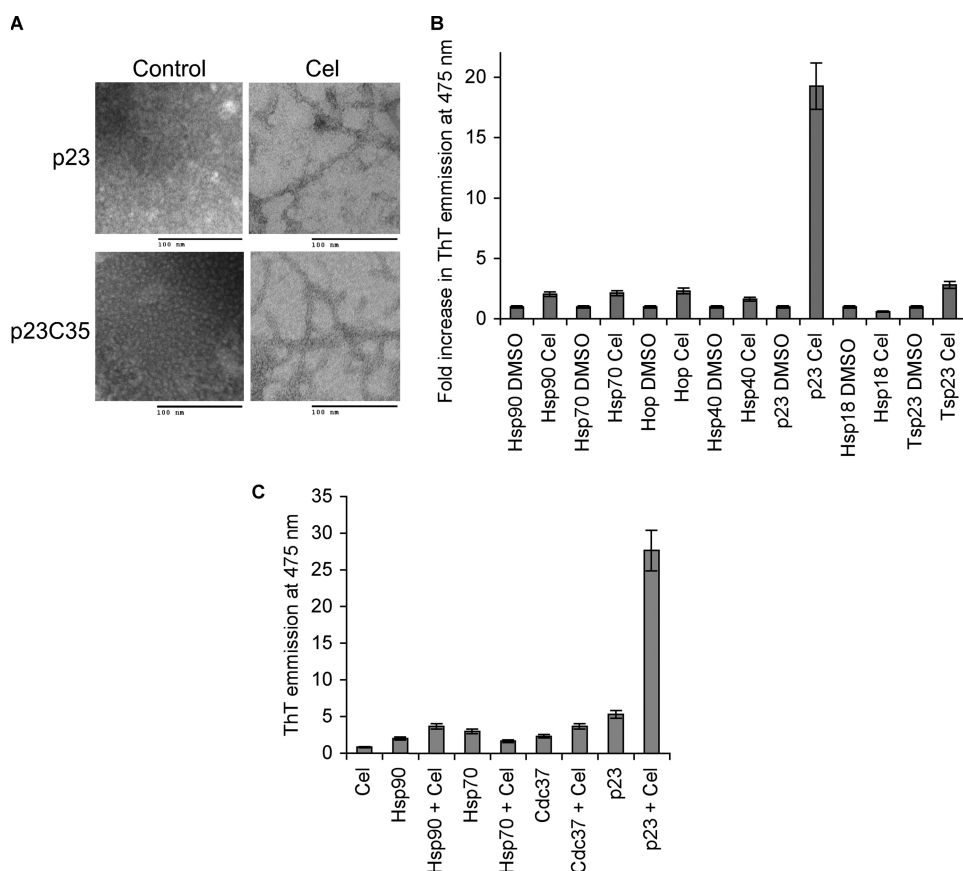 A
Control
Cel
p23
100 nm
100 nm
p23C35
100 nm
100 nm
B
Fold increase in ThT emmission at 475 nm
20
15
10
5
0
Hsp90 DMSO
Hsp90 Cel
Hsp70 DMSO
Hsp70 Cel
Hop DMSO
Hop Cel
Hsp40 DMSO
Hsp40 Cel
p23 DMSO
p23 Cel
Hsp18 DMSO
Hsp18 Cel
Tsp23 DMSO
Tsp23 Cel
C
ThT emmission at 475 nm
35
30
25
20
15
10
5
0
Cel
Hsp90
Hsp90 + Cel
Hsp70
Hsp70 + Cel
Cdc37
Cdc37 + Cel
p23
p23 + Cel